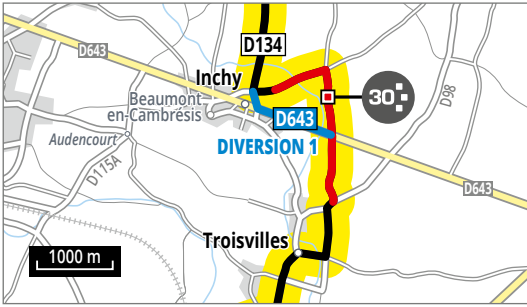 D134
D643
Inchy
30
Beaumont
en-Cambrésis
D98
D643
Audencourt
DIVERSION 1
D115A
D643
Troisvilles
1000 m